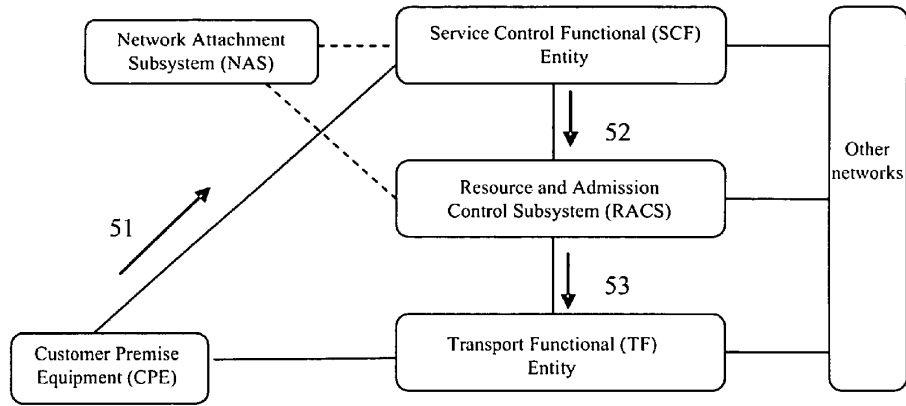 Network Attachment
Subsystem (NAS)
Service Control Functional (SCF)
Entity
52
Other
networks
Resource and Admission
Control Subsystem (RACS)
51
53
Customer Premise
Equipment (CPE)
Transport Functional (TF)
Entity